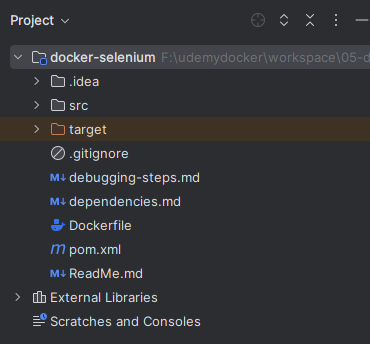 Project
docker-selenium F:\udemydocker\workspace\05-d
.idea
src
target
.gitignore
debugging-steps.md
dependencies.md
Dockerfile
pom.xml
ReadMe.md
External Libraries
Scratches and Consoles